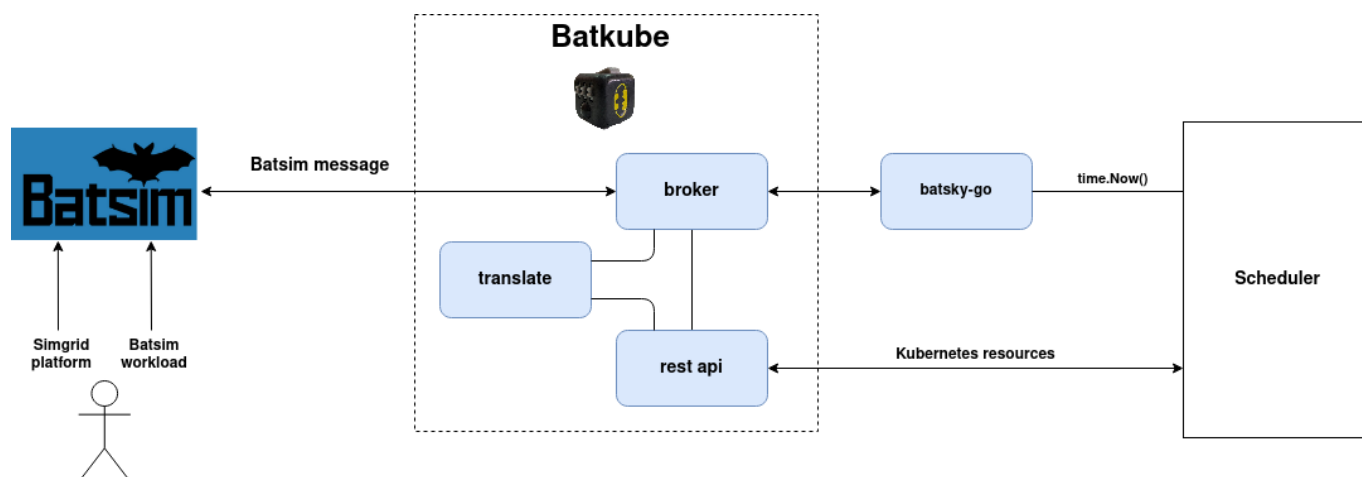 Batkube
Batsim message
broker
batsky-go
time.Now()
Batsim
translate
Scheduler
Simgrid
platform
Batsim
workload
rest api
Kubernetes resources